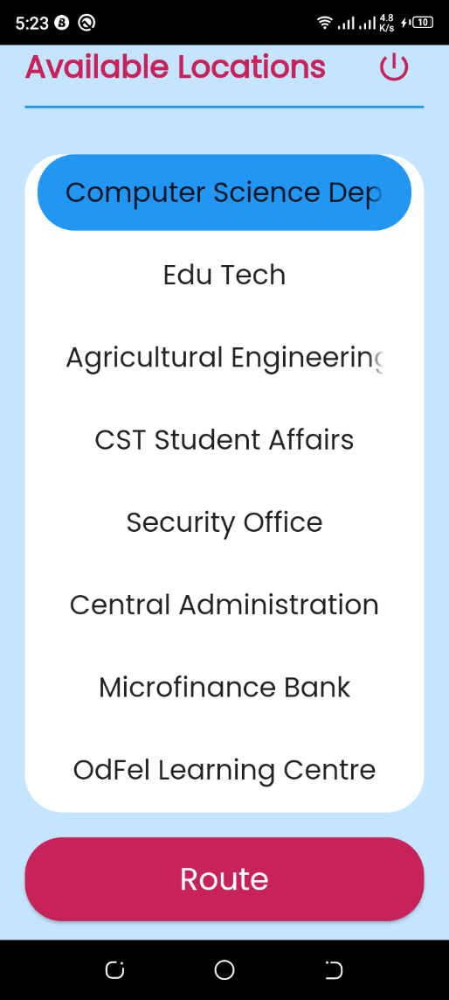 5:23
4.8
K/s
10
Available Locations
Computer Science Dep
Edu Tech
Agricultural Engineering
CST Student Affairs
Security Office
Central Administration
Microfinance Bank
OdFel Learning Centre
Route